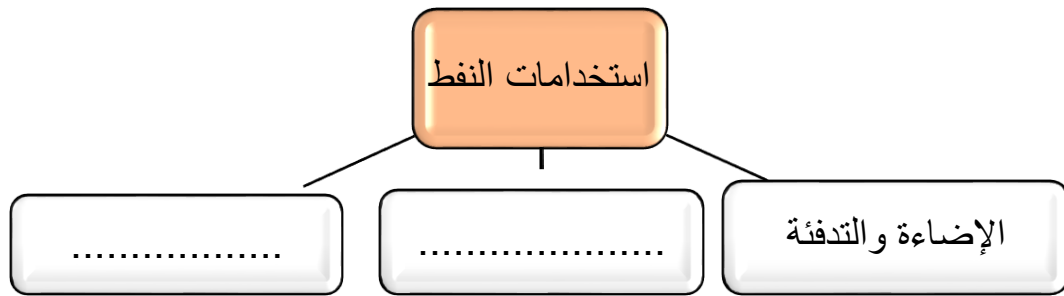 استخدامات النفط
الإضاءة والتدفئة
.....................
..................